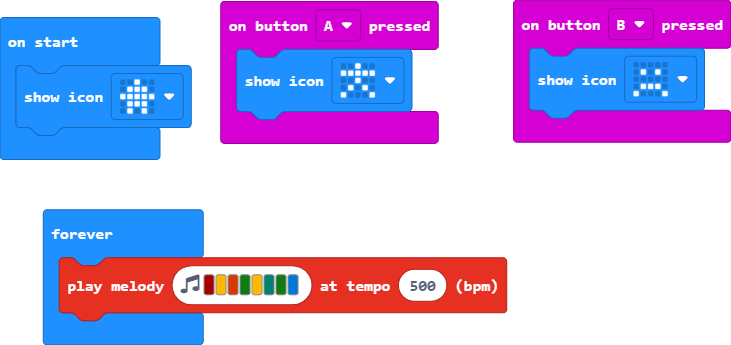 on start
show icon
on button A pressed
show icon
on button B pressed
show icon
forever
play melody at tempo 500 (bpm)